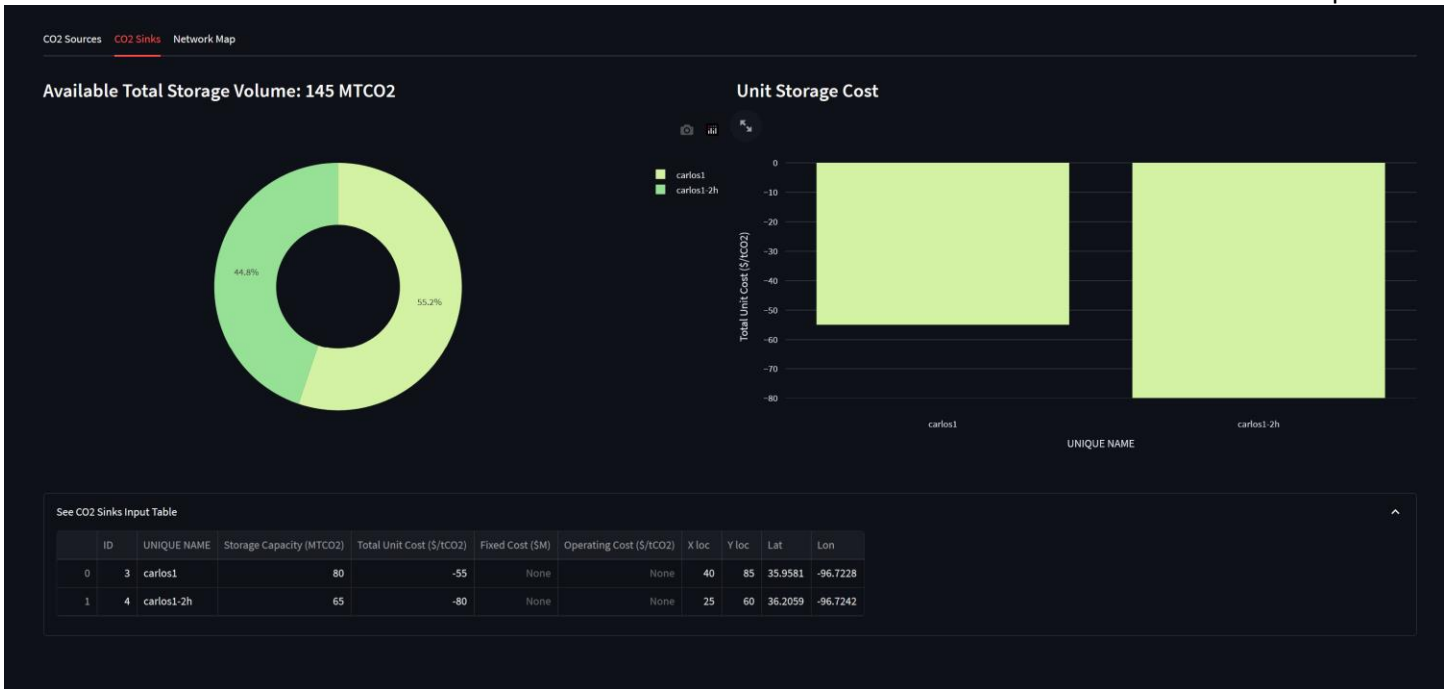 CO2 Sources CO2 Sinks Network Map
Available Total Storage Volume: 145 MTCO2
carlos1
carlos1-2h
44.8%
55.2%
Unit Storage Cost
Total Unit Cost ($/tCO2)
0
−10
−20
−30
−40
−50
−60
−70
−80
carlos1 carlos1-2h
UNIQUE NAME
See CO2 Sinks Input Table
ID UNIQUE NAME Storage Capacity (MTCO2) Total Unit Cost ($/tCO2) Fixed Cost ($M) Operating Cost ($/tCO2) X loc Y loc Lat Lon
0 3 carlos1 80 -55 None None 40 85 35.9581 -96.7228
1 4 carlos1-2h 65 -80 None None 25 60 36.2059 -96.7242